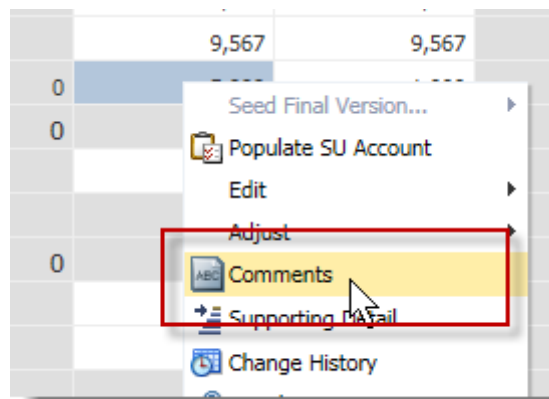 9,567 9,567
0
Seed Final Version...
0
Populate SU Account
Edit
Adjust
0
ABC Comments
Supporting Detail
Change History